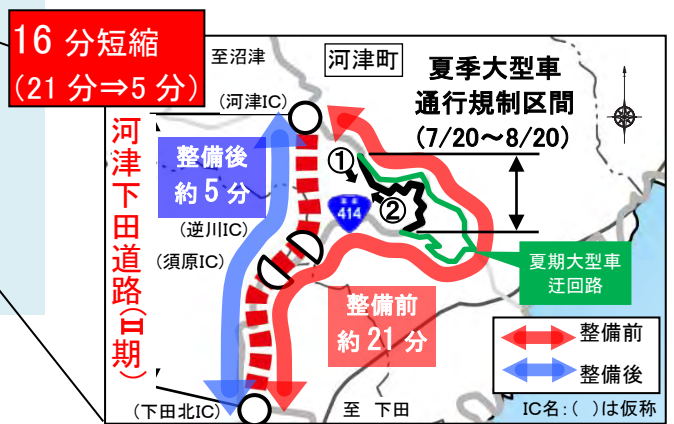 16 分短縮
(21 分⇒5 分)
至沼津
河津町
夏季大型車
通行規制区間
(7/20～8/20)
(河津IC)
河津下田道路(Ⅱ期)
整備後
約 5 分
①
②
国道
414
(逆川IC)
(須原IC)
夏期大型車
迂回路
整備前
約 21 分
整備前
整備後
(下田北IC)
至 下田
IC名:( )は仮称